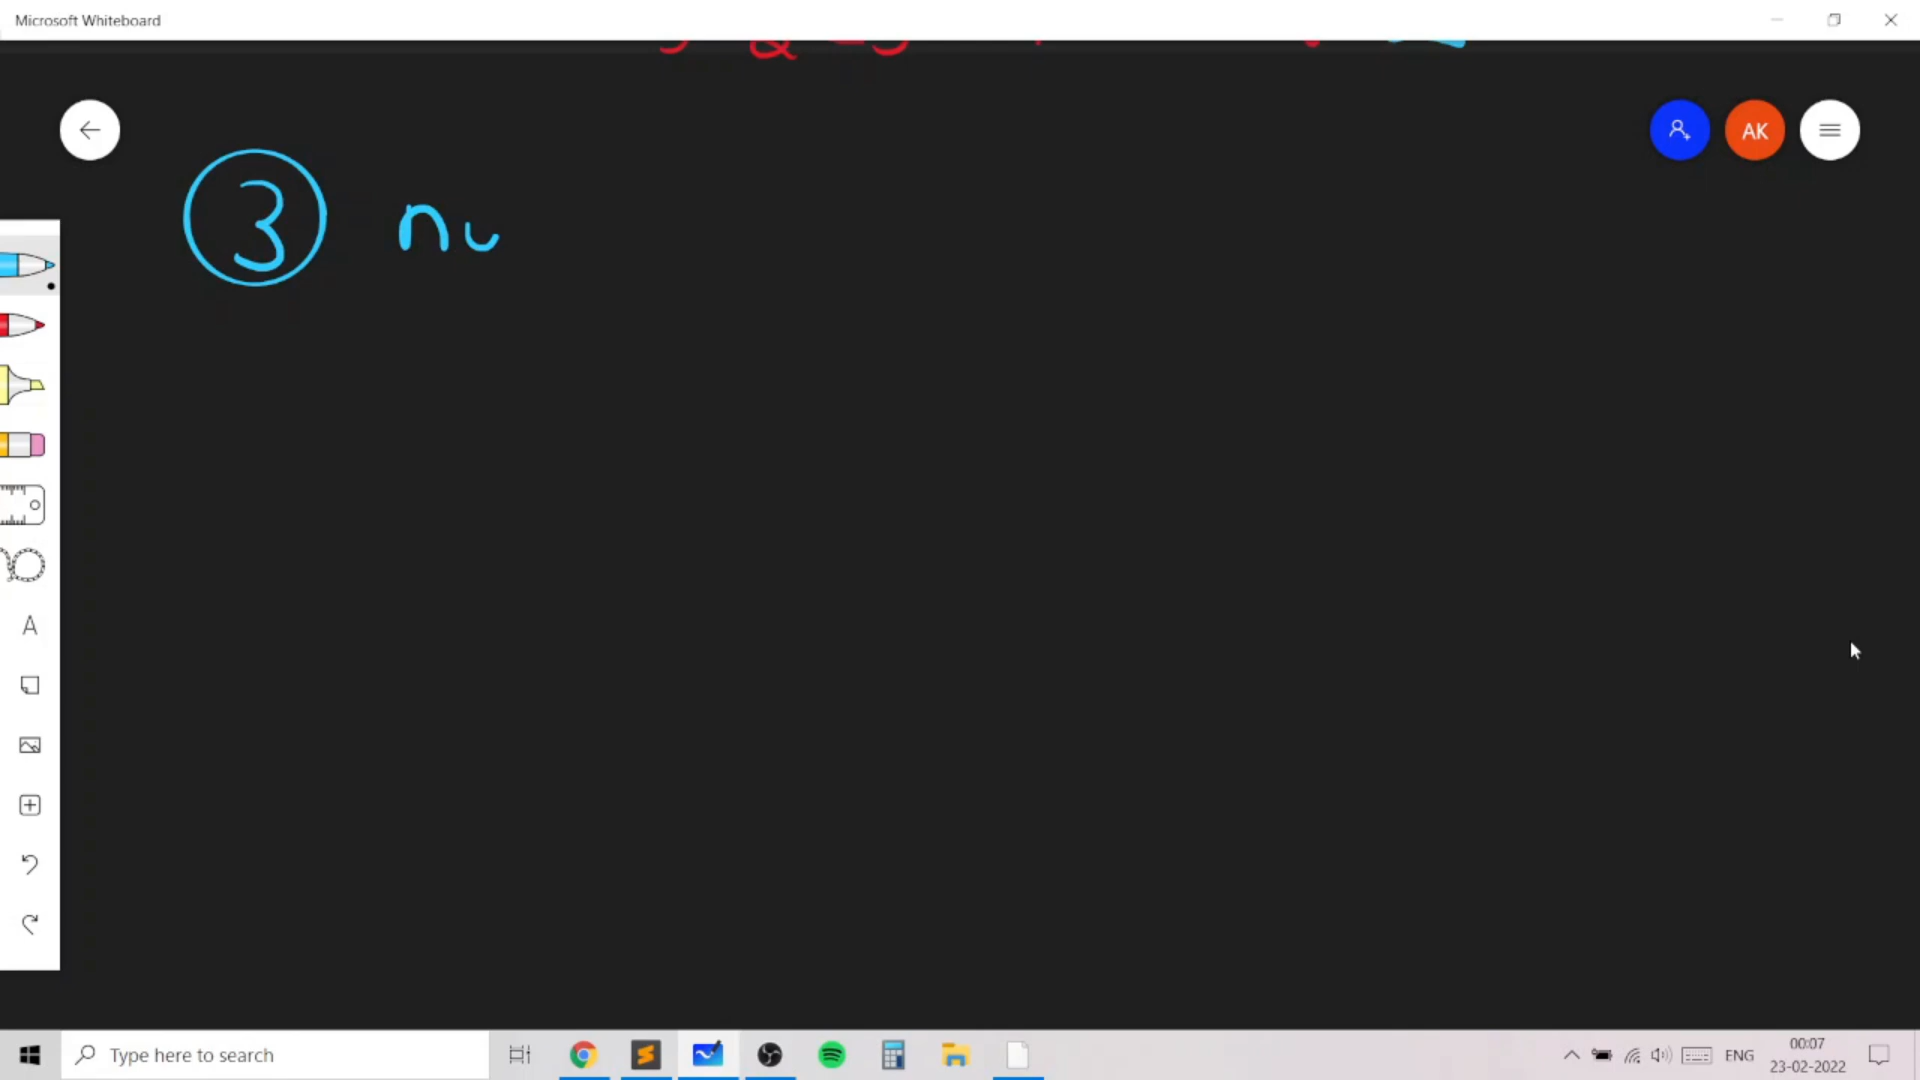 Microsoft Whiteboard
AK
3 nu
A
Type here to search
ENG
00:07
23-02-2022